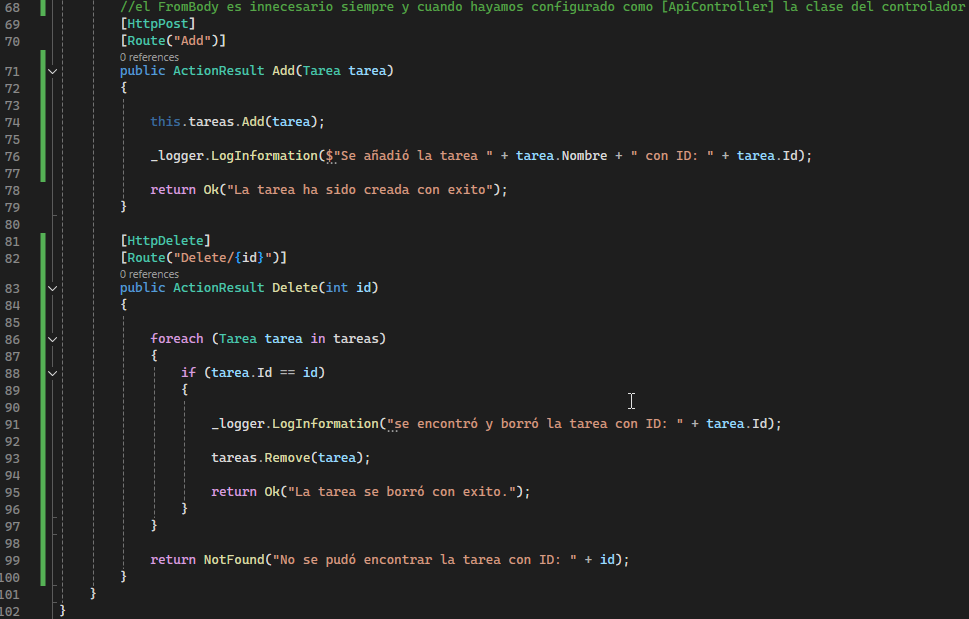 68 //el FromBody es innecesario siempre y cuando hayamos configurado como [ApiController] la clase del controlador
69 [HttpPost]
70 [Route("Add")]
0 references
71 public ActionResult Add(Tarea tarea)
72 {
73
74 this.tareas.Add(tarea);
75
76 _logger.LogInformation($"Se añadió la tarea " + tarea.Nombre + " con ID: " + tarea.Id);
77
78 return Ok("La tarea ha sido creada con exito");
79 }
80
81 [HttpDelete]
82 [Route("Delete/{id}")]
0 references
83 public ActionResult Delete(int id)
84 {
85
86 foreach (Tarea tarea in tareas)
87 {
88 if (tarea.Id == id)
89 {
90
91 _logger.LogInformation("se encontró y borró la tarea con ID: " + tarea.Id);
92
93 tareas.Remove(tarea);
94
95 return Ok("La tarea se borró con exito.");
96 }
97 }
98
99 return NotFound("No se pudó encontrar la tarea con ID: " + id);
100 }
101 }
102 }